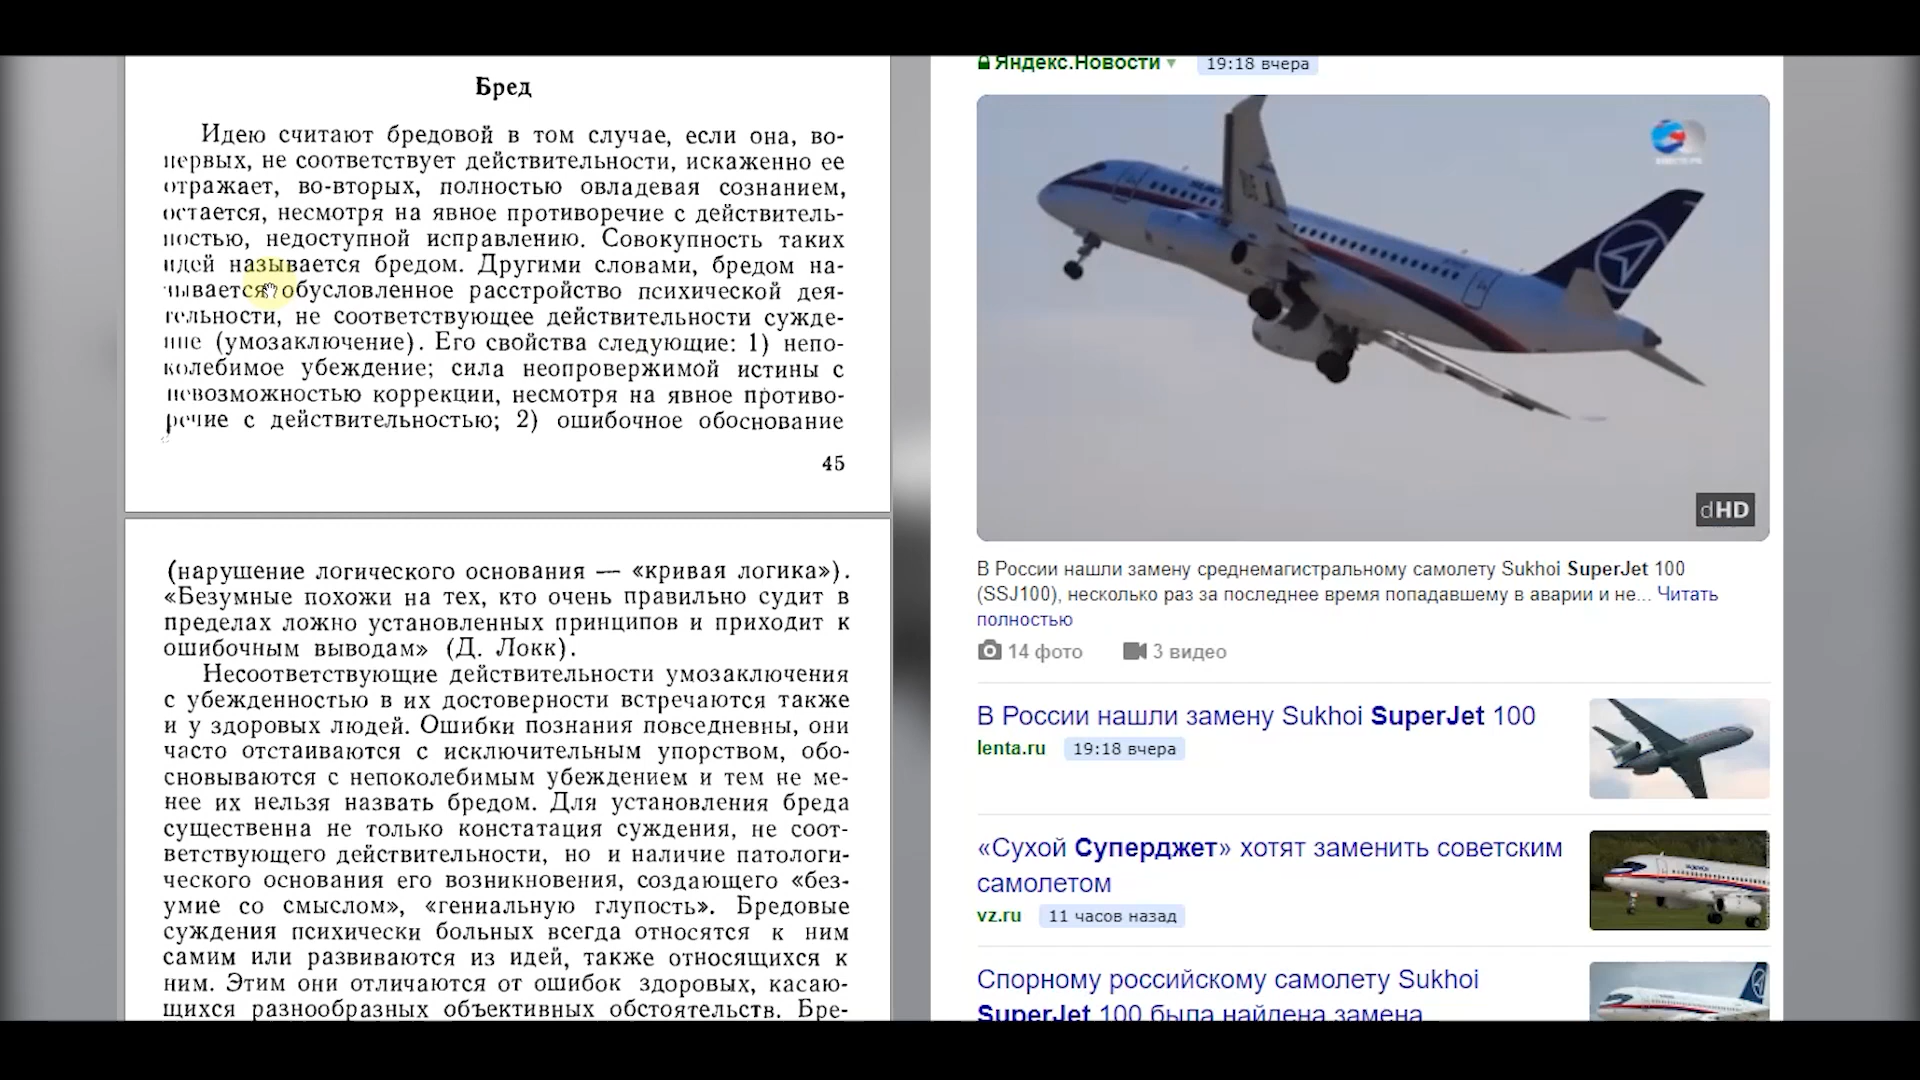 Бред
Идею считают бредовой в том случае, если она, во-
первых, не соответствует действительности, искаженно ее
отражает, во-вторых, полностью овладевая сознанием,
остается, несмотря на явное противоречие с действитель-
ностью, недоступной исправлению. Совокупность таких
идей называется бредом. Другими словами, бредом на-
зывается обусловленное расстройство психической дея-
тельности, не соответствующее действительности сужде-
ние (умозаключение). Его свойства следующие: 1) непо-
колебимое убеждение; сила неопровержимой истины с
невозможностью коррекции, несмотря на явное противо-
речие с действительностью; 2) ошибочное обоснование
45
(нарушение логического основания — «кривая логика»).
«Безумные похожи на тех, кто очень правильно судит в
пределах ложно установленных принципов и приходит к
ошибочным выводам» (Д. Локк).
Несоответствующие действительности умозаключения
с убежденностью в их достоверности встречаются также
и у здоровых людей. Ошибки познания повседневны, они
часто отстаиваются с исключительным упорством, обо-
сновываются с непоколебимым убеждением и тем не ме-
нее их нельзя назвать бредом. Для установления бреда
существенна не только констатация суждения, не соот-
ветствующего действительности, но и наличие патологи-
ческого основания его возникновения, создающего «без-
умие со смыслом», «гениальную глупость». Бредовые
суждения психически больных всегда относятся к ним
самим или развиваются из идей, также относящихся к
ним. Этим они отличаются от ошибок здоровых, касаю-
щихся разнообразных объективных обстоятельств. Бре-
Яндекс.Новости 19:18 вчера
dHD
В России нашли замену среднемагистральному самолету Sukhoi SuperJet 100
(SSJ100), несколько раз за последнее время попадавшему в аварии и не... Читать
полностью
14 фото 3 видео
В России нашли замену Sukhoi SuperJet 100
lenta.ru 19:18 вчера
«Сухой Суперджет» хотят заменить советским
самолетом
vz.ru 11 часов назад
Спорному российскому самолету Sukhoi
SuperJet 100 была найдена замена